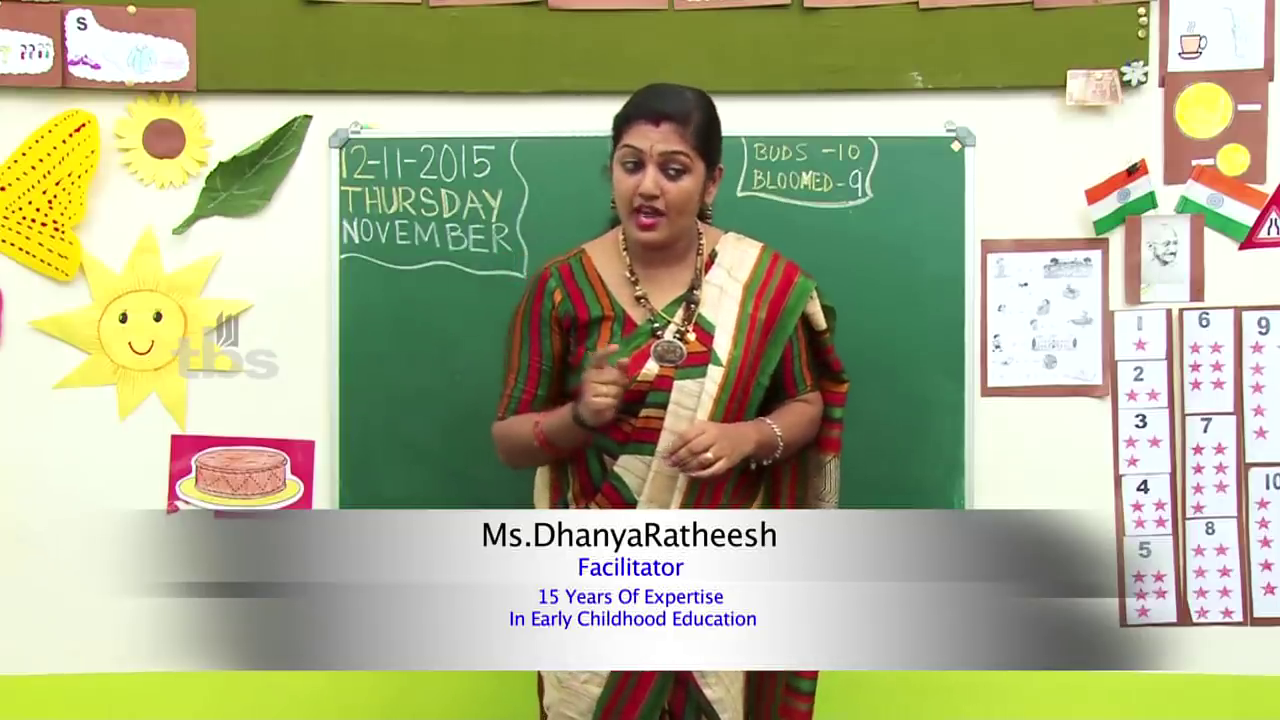 S
12-11-2015
THURSDAY
NOVEMBER
BUDS -10
BLOOMED-9
tbs
1
2
3
4
5
6
7
8
9
10
Ms.DhanyaRatheesh
Facilitator
15 Years Of Expertise
In Early Childhood Education